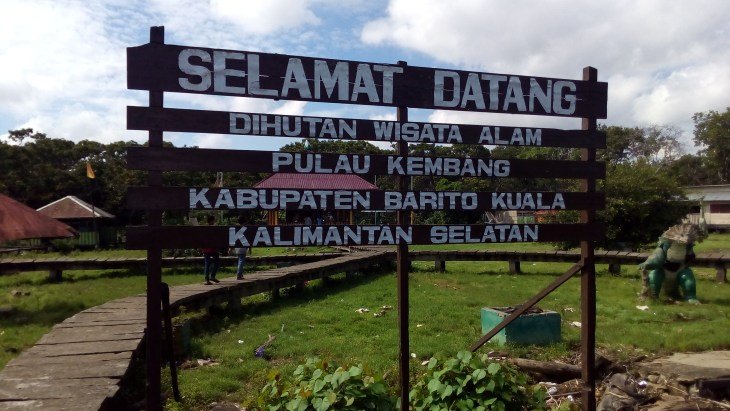 SELAMAT DATANG
DIHUTAN WISATA ALAM
PULAU KEMBANG
KABUPATEN BARITO KUALA
KALIMANTAN SELATAN